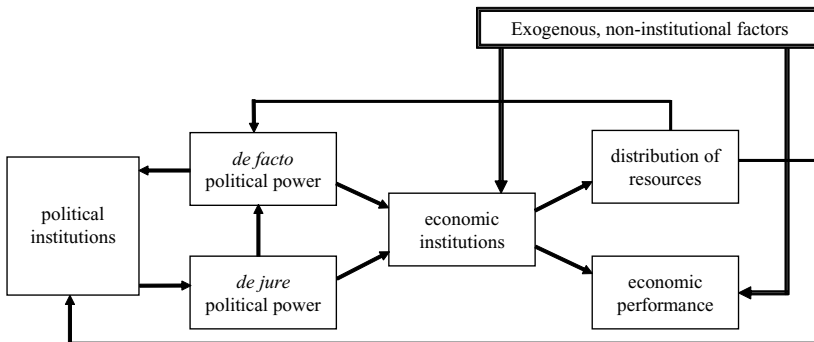 Exogenous, non-institutional factors
de facto
political power
distribution of
resources
political
institutions
economic
institutions
de jure
political power
economic
performance